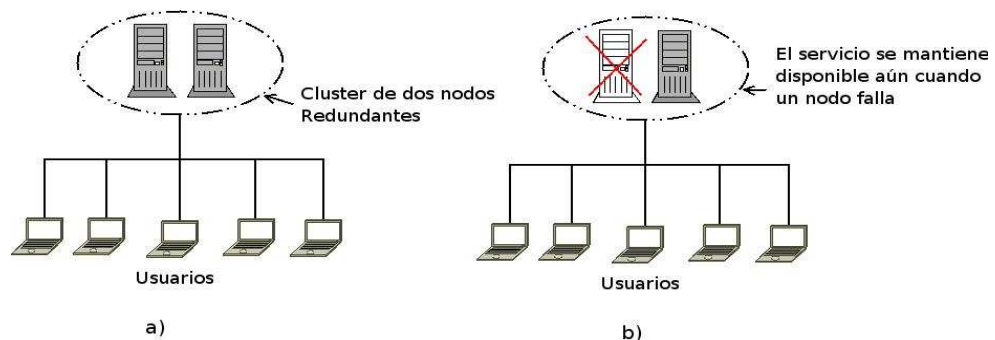 Cluster de dos nodos
Redundantes
Usuarios
a)
El servicio se mantiene
disponible aún cuando
un nodo falla
Usuarios
b)